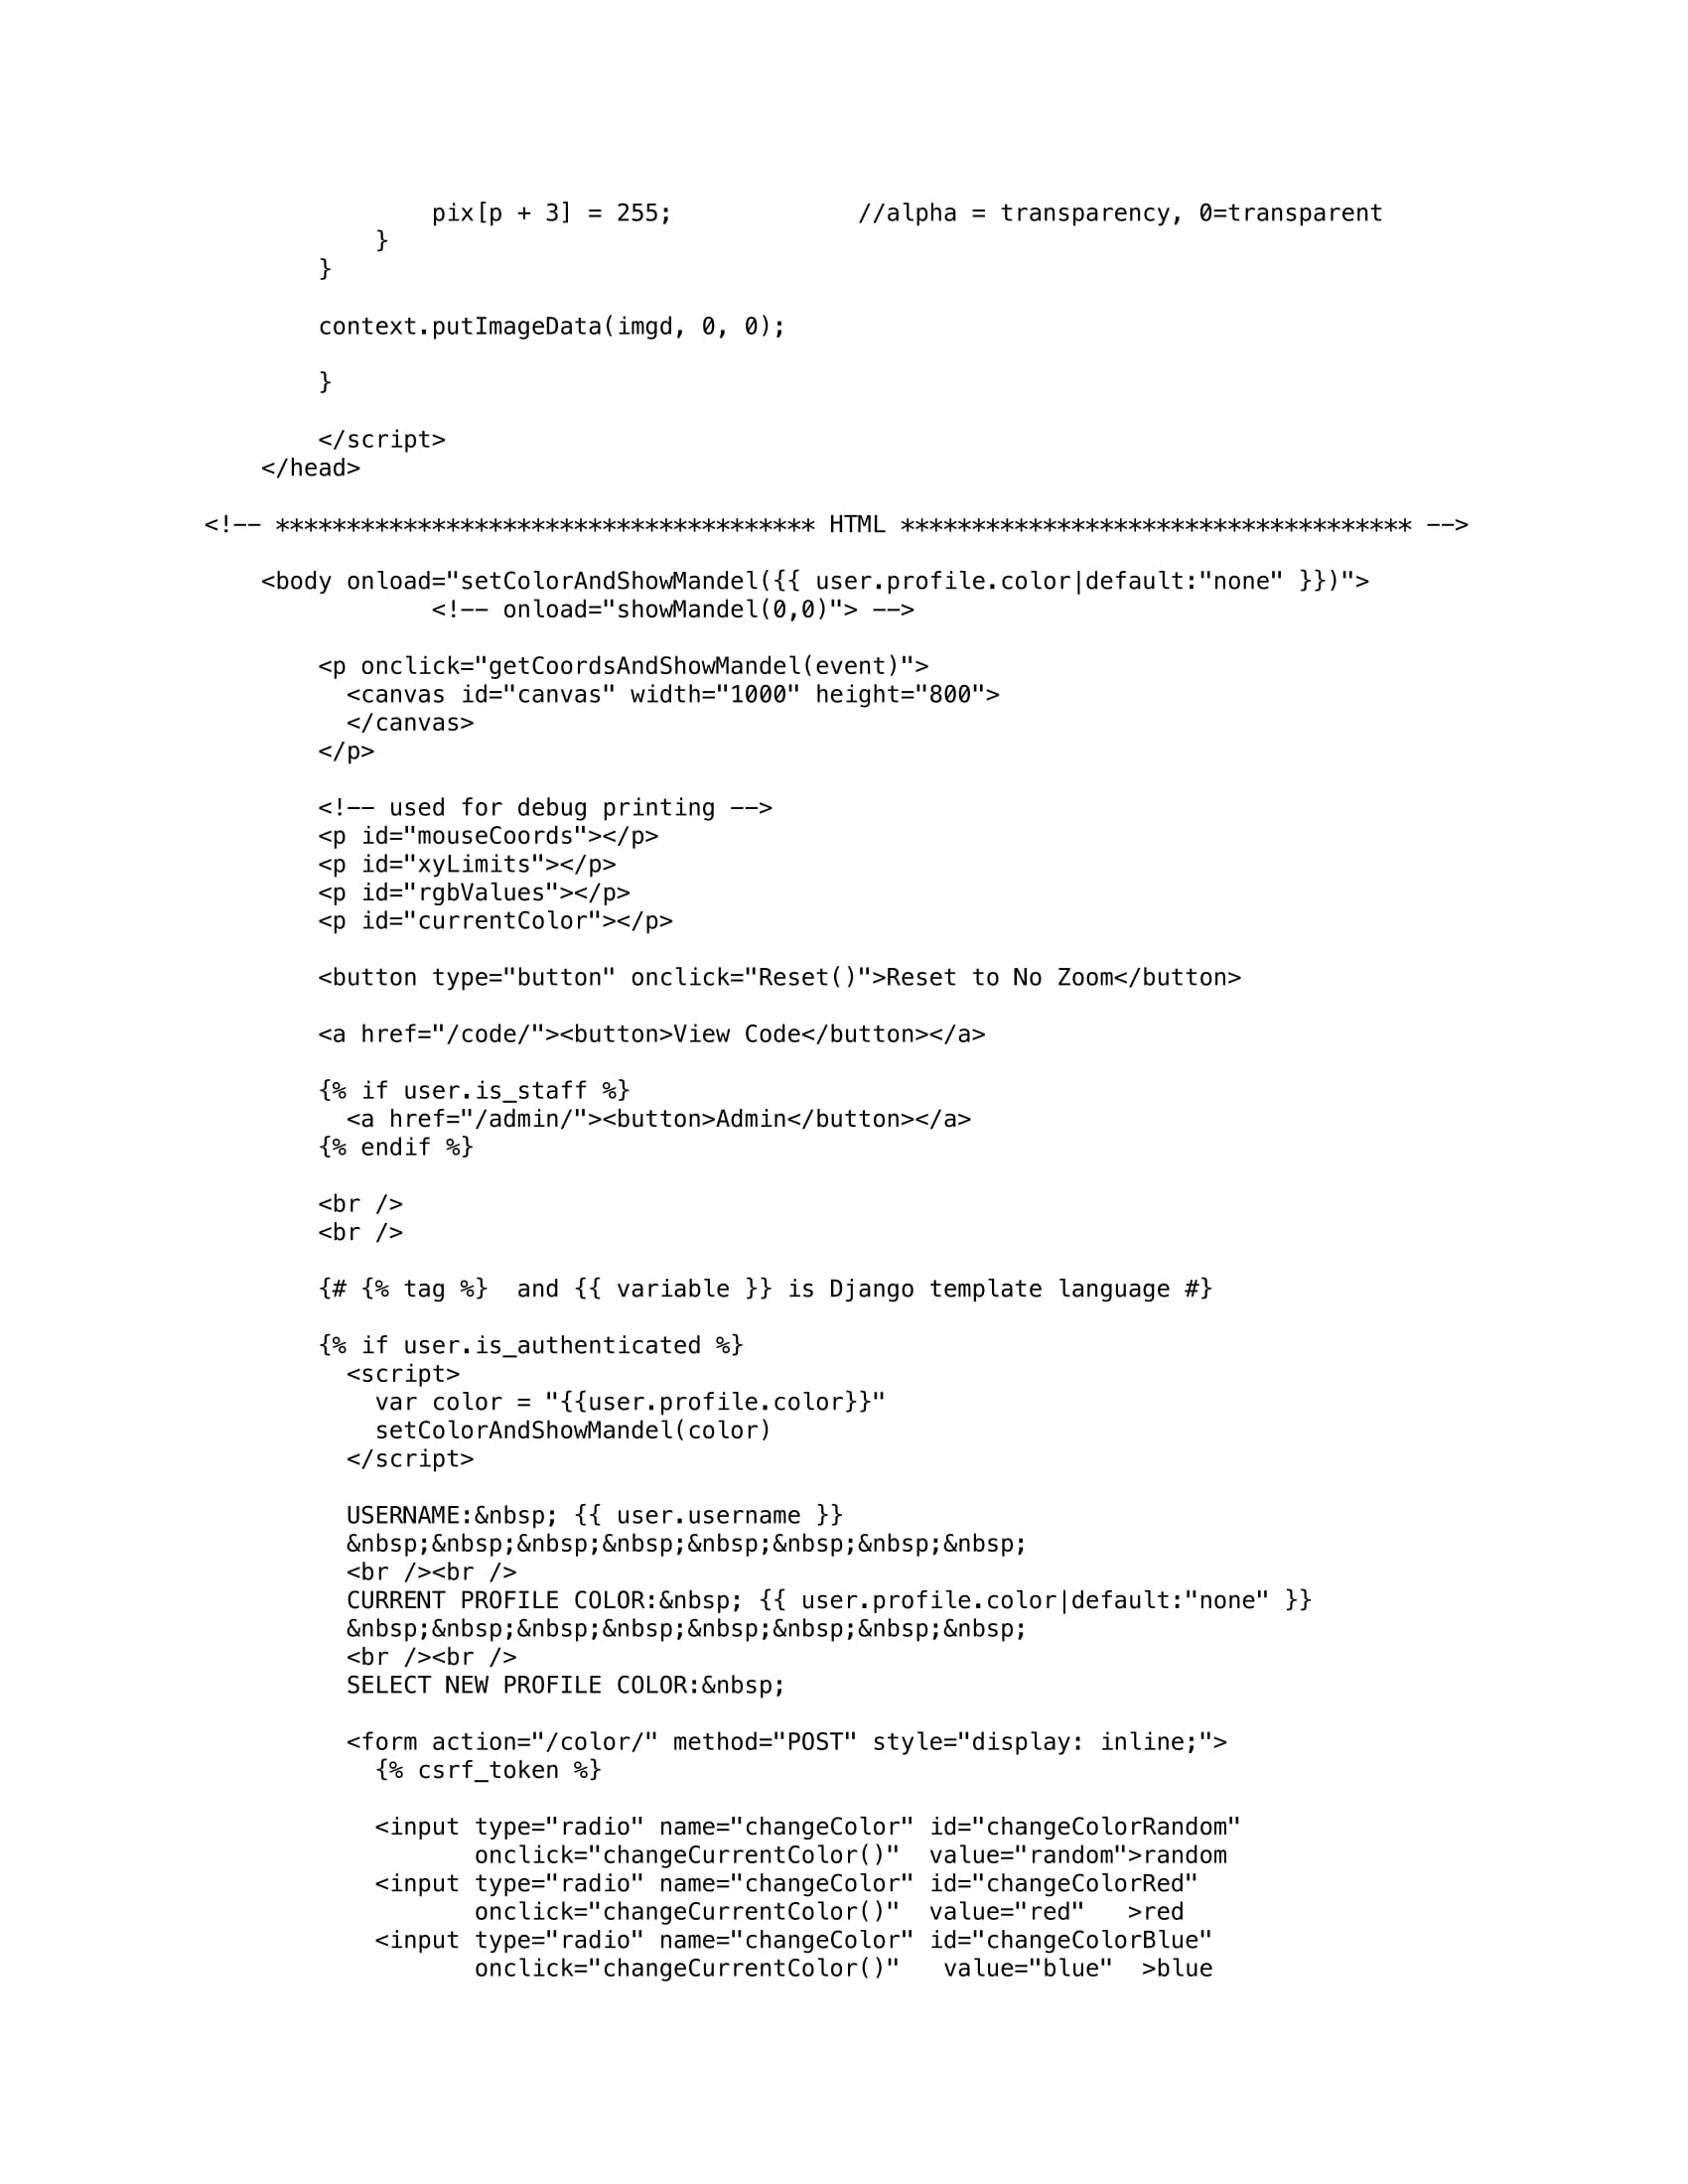 pix[p + 3] = 255;             //alpha = transparency, 0=transparent
            }
        }

        context.putImageData(imgd, 0, 0);

        }

        </script>
    </head>

<!-- ************************************** HTML ************************************ -->

    <body onload="setColorAndShowMandel({{ user.profile.color|default:"none" }})">
                <!-- onload="showMandel(0,0)"> -->

        <p onclick="getCoordsAndShowMandel(event)">
          <canvas id="canvas" width="1000" height="800">
          </canvas>
        </p>

        <!-- used for debug printing -->
        <p id="mouseCoords"></p>
        <p id="xyLimits"></p>
        <p id="rgbValues"></p>
        <p id="currentColor"></p>

        <button type="button" onclick="Reset()">Reset to No Zoom</button>

        <a href="/code/"><button>View Code</button></a>

        {% if user.is_staff %}
          <a href="/admin/"><button>Admin</button></a>
        {% endif %}

        <br />
        <br />

        {# {% tag %}  and {{ variable }} is Django template language #}

        {% if user.is_authenticated %}
          <script>
            var color = "{{user.profile.color}}"
            setColorAndShowMandel(color)
          </script>

          USERNAME:&nbsp; {{ user.username }}
          &nbsp;&nbsp;&nbsp;&nbsp;&nbsp;&nbsp;&nbsp;&nbsp;
          <br /><br />
          CURRENT PROFILE COLOR:&nbsp; {{ user.profile.color|default:"none" }}
          &nbsp;&nbsp;&nbsp;&nbsp;&nbsp;&nbsp;&nbsp;&nbsp;
          <br /><br />
          SELECT NEW PROFILE COLOR:&nbsp;

          <form action="/color/" method="POST" style="display: inline;">
            {% csrf_token %}

            <input type="radio" name="changeColor" id="changeColorRandom"
                   onclick="changeCurrentColor()"  value="random">random
            <input type="radio" name="changeColor" id="changeColorRed"
                   onclick="changeCurrentColor()"  value="red"   >red
            <input type="radio" name="changeColor" id="changeColorBlue"
                   onclick="changeCurrentColor()"   value="blue"  >blue